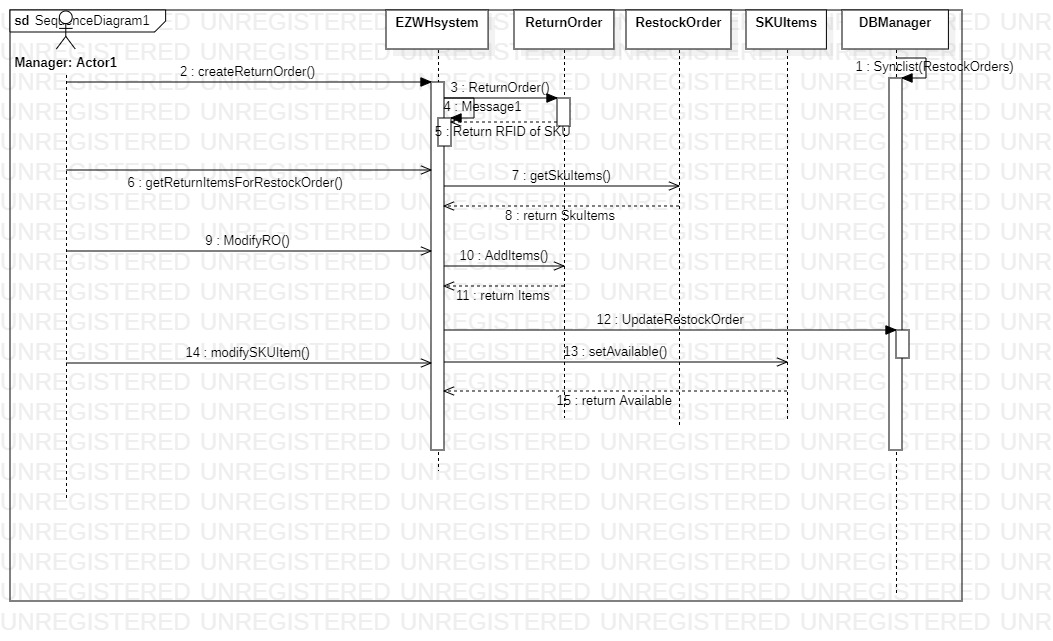 sd SequenceDiagram1
EZWHsystem
ReturnOrder
RestockOrder
SKUItems
DBManager
Manager: Actor1
1 : Synclist(RestockOrders)
2 : createReturnOrder()
3 : ReturnOrder()
4 : Message1
5 : Return RFID of SKU
6 : getReturnItemsForRestockOrder()
7 : getSkuItems()
8 : return SkuItems
9 : ModifyRO()
10 : AddItems()
11 : return Items
12 : UpdateRestockOrder
13 : setAvailable()
14 : modifySKUItem()
15 : return Available
UNREGISTERED UNREGISTERED UNREGISTERED UNREGISTERED UNREGISTERED UNR